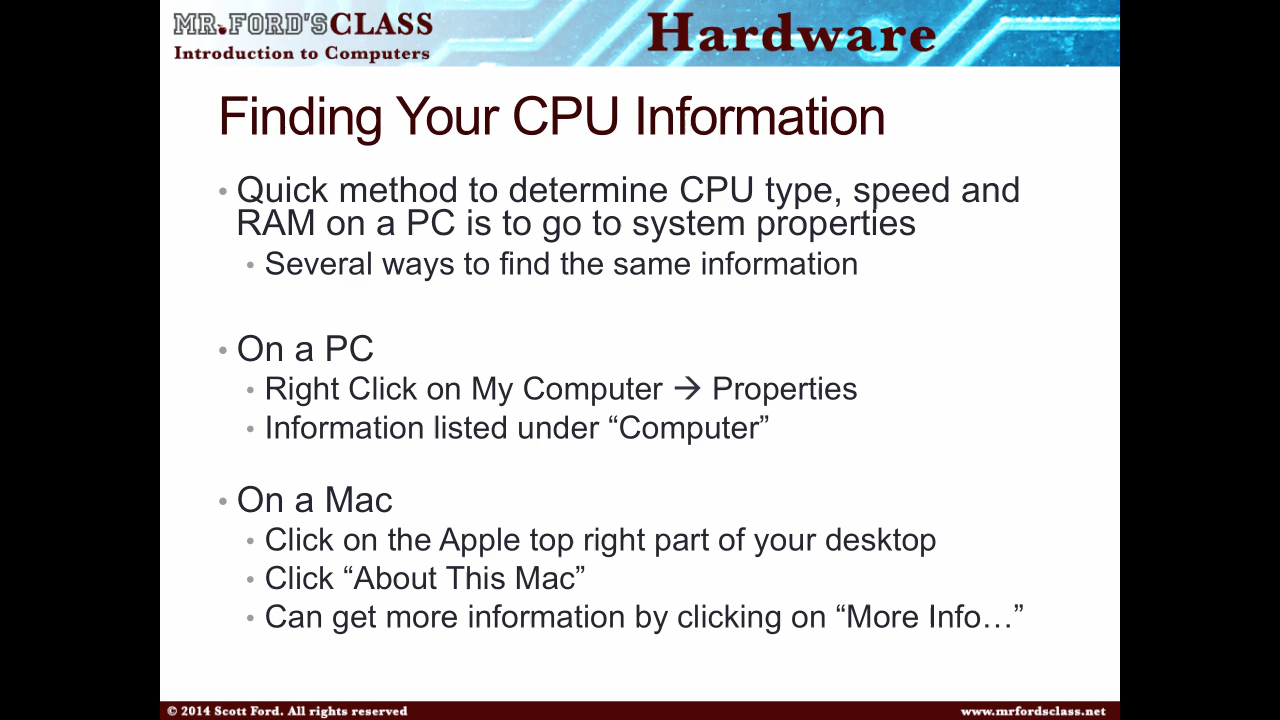 MR.FORD'S CLASS
Introduction to Computers
Hardware
Finding Your CPU Information
• Quick method to determine CPU type, speed and
RAM on a PC is to go to system properties
• Several ways to find the same information
• On a PC
• Right Click on My Computer → Properties
• Information listed under “Computer”
• On a Mac
• Click on the Apple top right part of your desktop
• Click “About This Mac”
• Can get more information by clicking on “More Info…”
© 2014 Scott Ford. All rights reserved
www.mrfordsclass.net